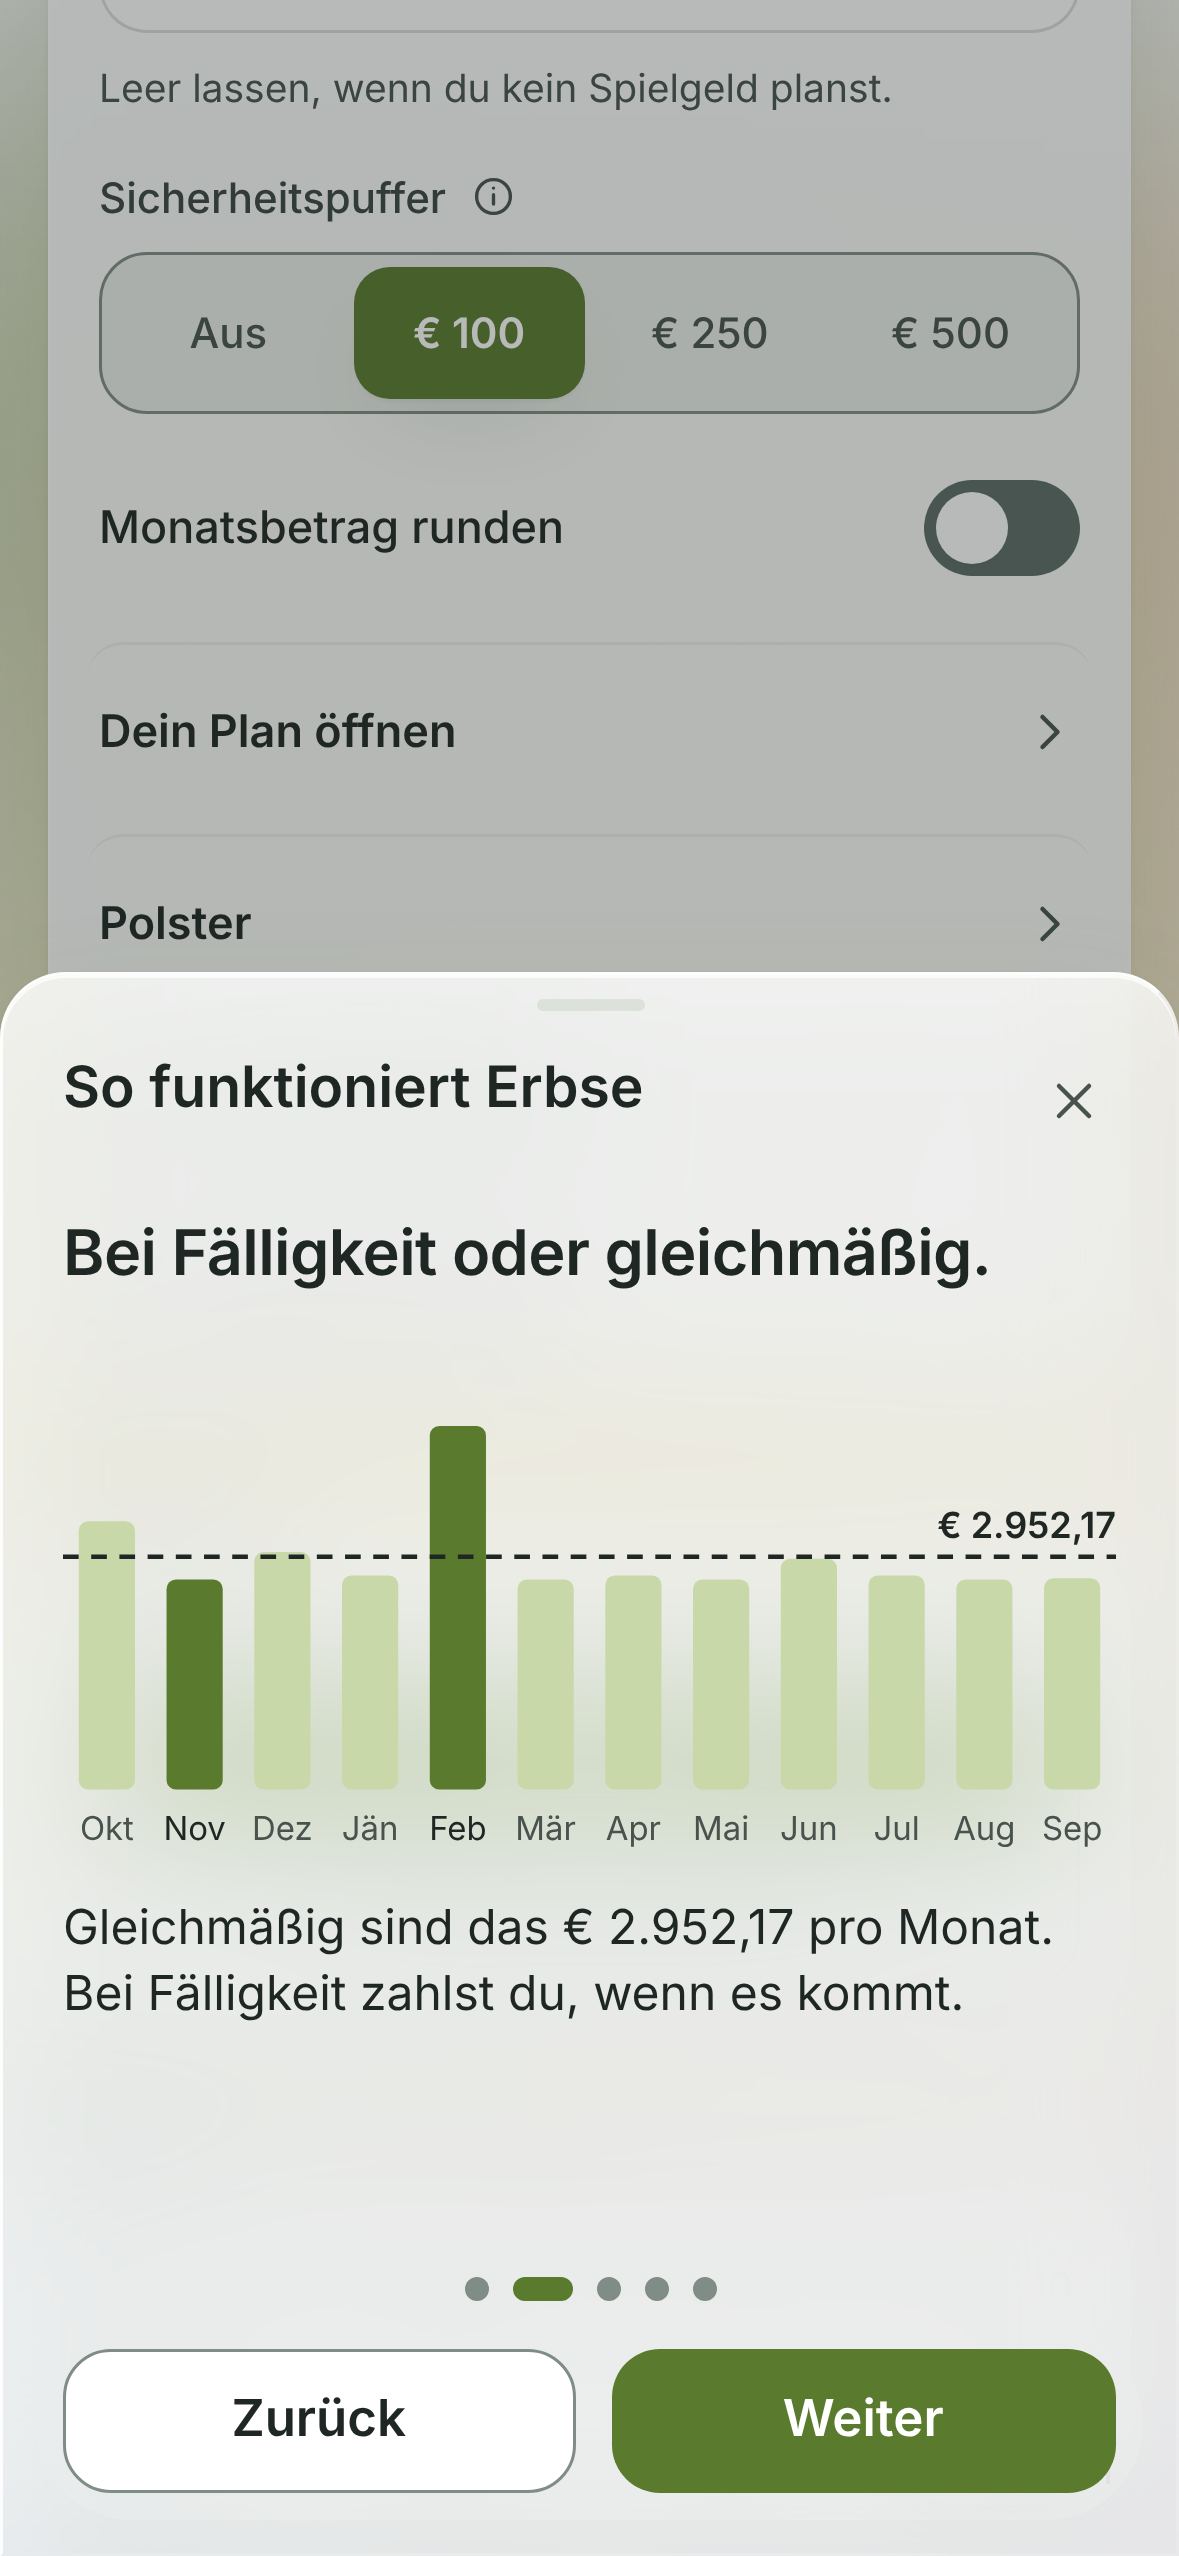 Leer lassen, wenn du kein Spielgeld planst.
Sicherheitspuffer
Aus
€ 100
€ 250
€ 500
Monatsbetrag runden
Dein Plan öffnen
Polster
So funktioniert Erbse
Bei Fälligkeit oder gleichmäßig.
€ 2.952,17
Okt Nov Dez Jän Feb Mär Apr Mai Jun Jul Aug Sep
Gleichmäßig sind das € 2.952,17 pro Monat.
Bei Fälligkeit zahlst du, wenn es kommt.
Zurück
Weiter